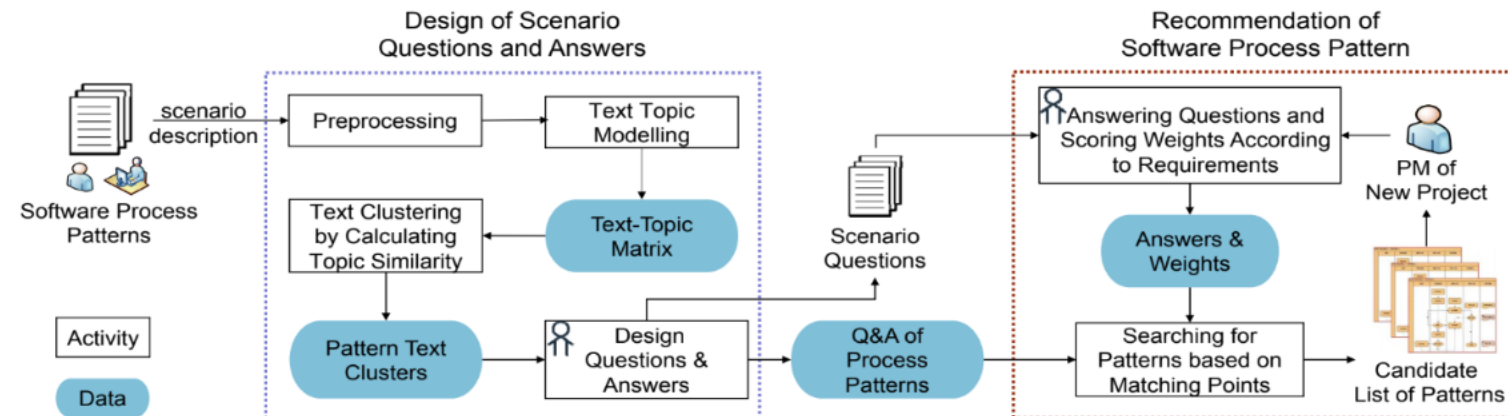 Design of Scenario
Questions and Answers
Recommendation of
Software Process Pattern
scenario
description
Software Process
Patterns
Preprocessing
Text Topic
Modelling
Text Clustering
by Calculating
Topic Similarity
Text-Topic
Matrix
Pattern Text
Clusters
Design
Questions &
Answers
Activity
Data
Scenario
Questions
Q&A of
Process
Patterns
Answering Questions and
Scoring Weights According
to Requirements
PM of
New Project
Answers &
Weights
Searching for
Patterns based on
Matching Points
Candidate
List of Patterns